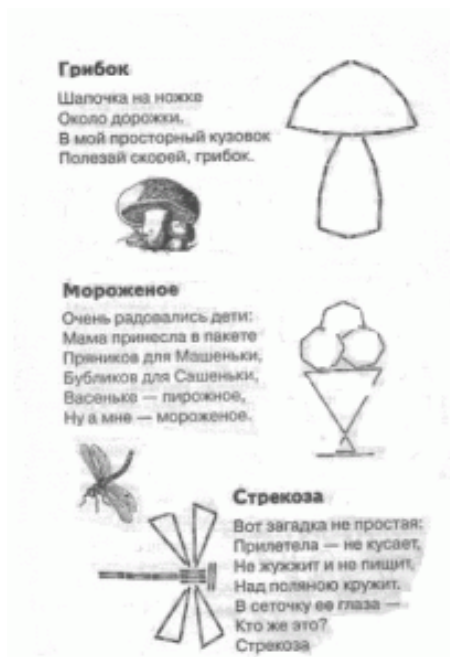 Грибок
Шапочка на ножке
Около дорожки.
В мой просторный кузовок
Полезай скорей, грибок.
Мороженое
Очень радовались дети:
Мама принесла в пакете
Пряников для Машеньки,
Бубликов для Сашеньки,
Васеньке — пирожное,
Ну а мне — мороженое.
Стрекоза
Вот загадка не простая:
Прилетела — не кусает,
Не жужжит и не пищит,
Над поляною кружит.
В сеточку ее глаза —
Кто же это?
Стрекоза